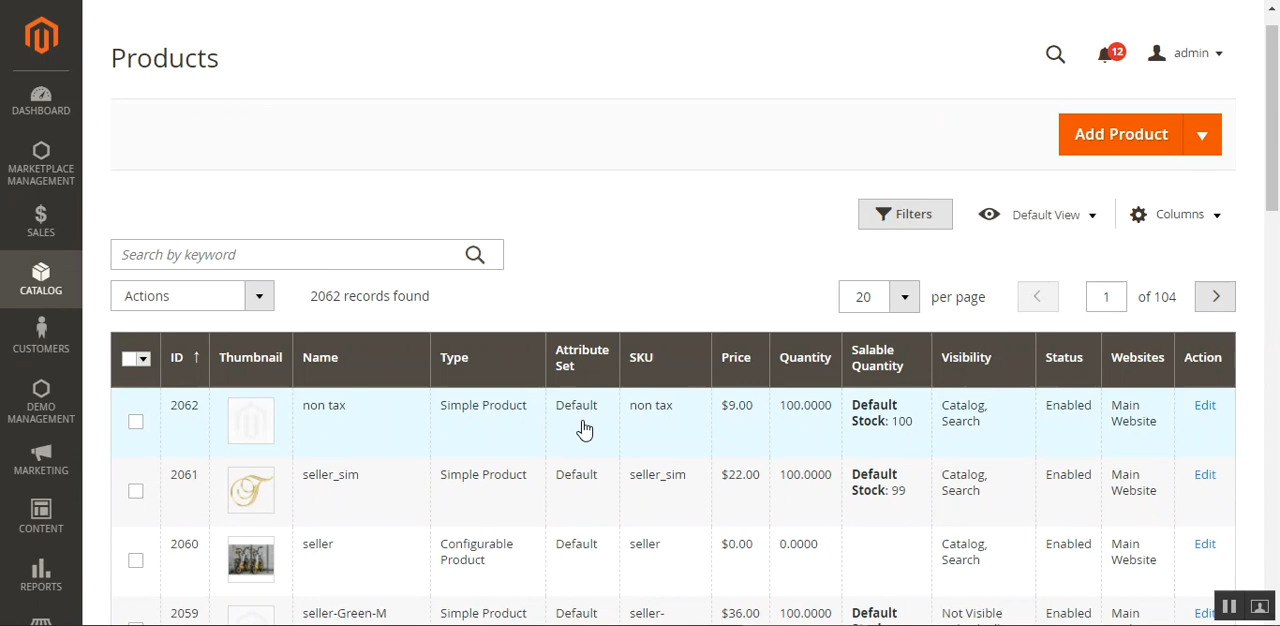 Products
12
admin
DASHBOARD
MARKETPLACE
MANAGEMENT
SALES
CATALOG
CUSTOMERS
DEMO
MANAGEMENT
MARKETING
CONTENT
REPORTS
Add Product
Filters
Default View
Columns
Search by keyword
Actions
2062 records found
20
per page
1
of 104
ID ↑ Thumbnail Name Type Attribute Set SKU Price Quantity Salable Quantity Visibility Status Websites Action
2062 non tax Simple Product Default non tax $9.00 100.0000 Default Stock: 100 Catalog, Search Enabled Main Website Edit
2061 seller_sim Simple Product Default seller_sim $22.00 100.0000 Default Stock: 99 Catalog, Search Enabled Main Website Edit
2060 seller Configurable Product Default seller $0.00 0.0000 Catalog, Search Enabled Main Website Edit
2059 seller-Green-M Simple Product Default seller- $36.00 100.0000 Default Not Visible Enabled Main Edit